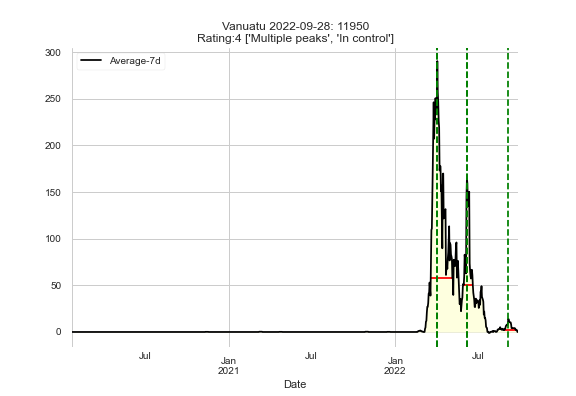 Vanuatu 2022-09-28: 11950
Rating:4 ['Multiple peaks', 'In control']
Average-7d
300
250
200
150
100
50
0
Jul
Jan
2021
Jul
Jan
2022
Jul
Date